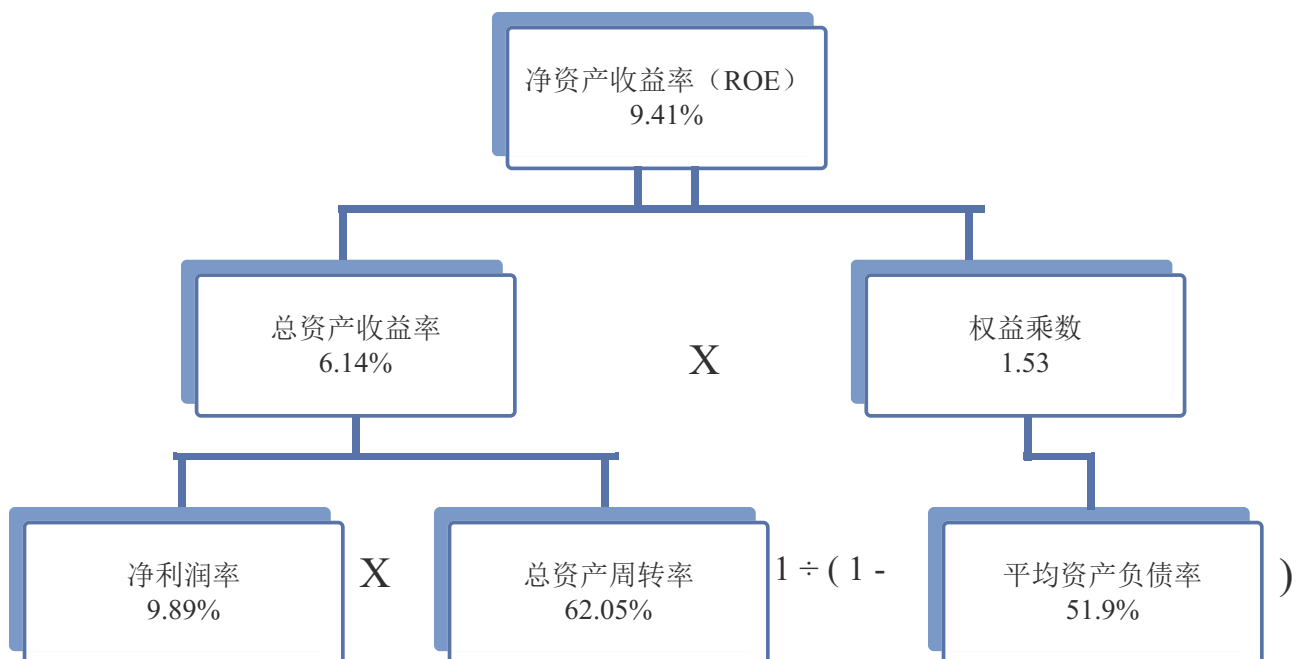 净资产收益率（ROE）
9.41%
总资产收益率
6.14%
X
权益乘数
1.53
净利润率
9.89%
X
总资产周转率
62.05%
1 ÷ ( 1 -
平均资产负债率
51.9%
)